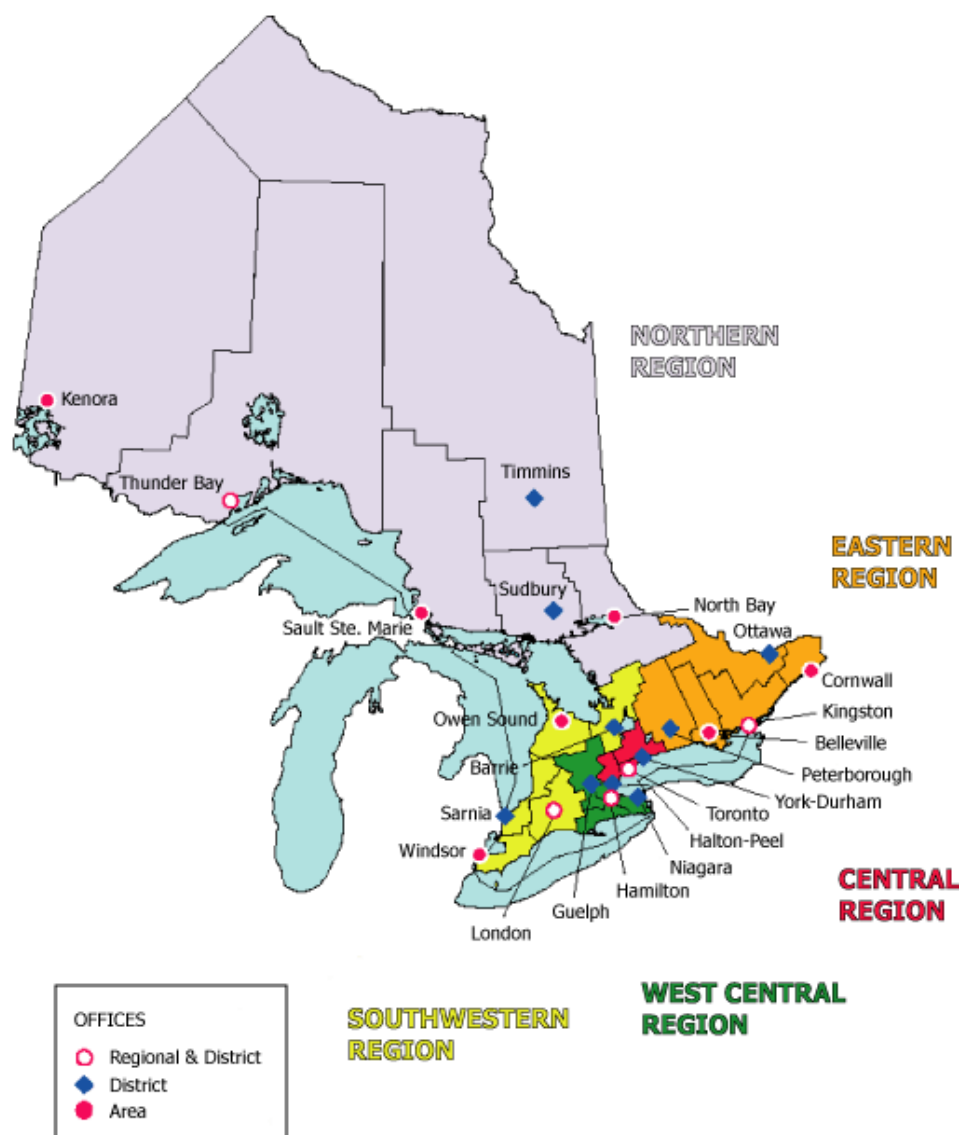 NORTHERN
REGION
Kenora
Thunder Bay
Timmins
EASTERN
REGION
Sudbury
North Bay
Sault Ste. Marie
Ottawa
Cornwall
Owen Sound
Kingston
Belleville
Barrie
Peterborough
York-Durham
Sarnia
Toronto
Halton-Peel
Windsor
Niagara
CENTRAL
REGION
Hamilton
Guelph
London
WEST CENTRAL
REGION
SOUTHWESTERN
REGION
OFFICES
Regional & District
District
Area